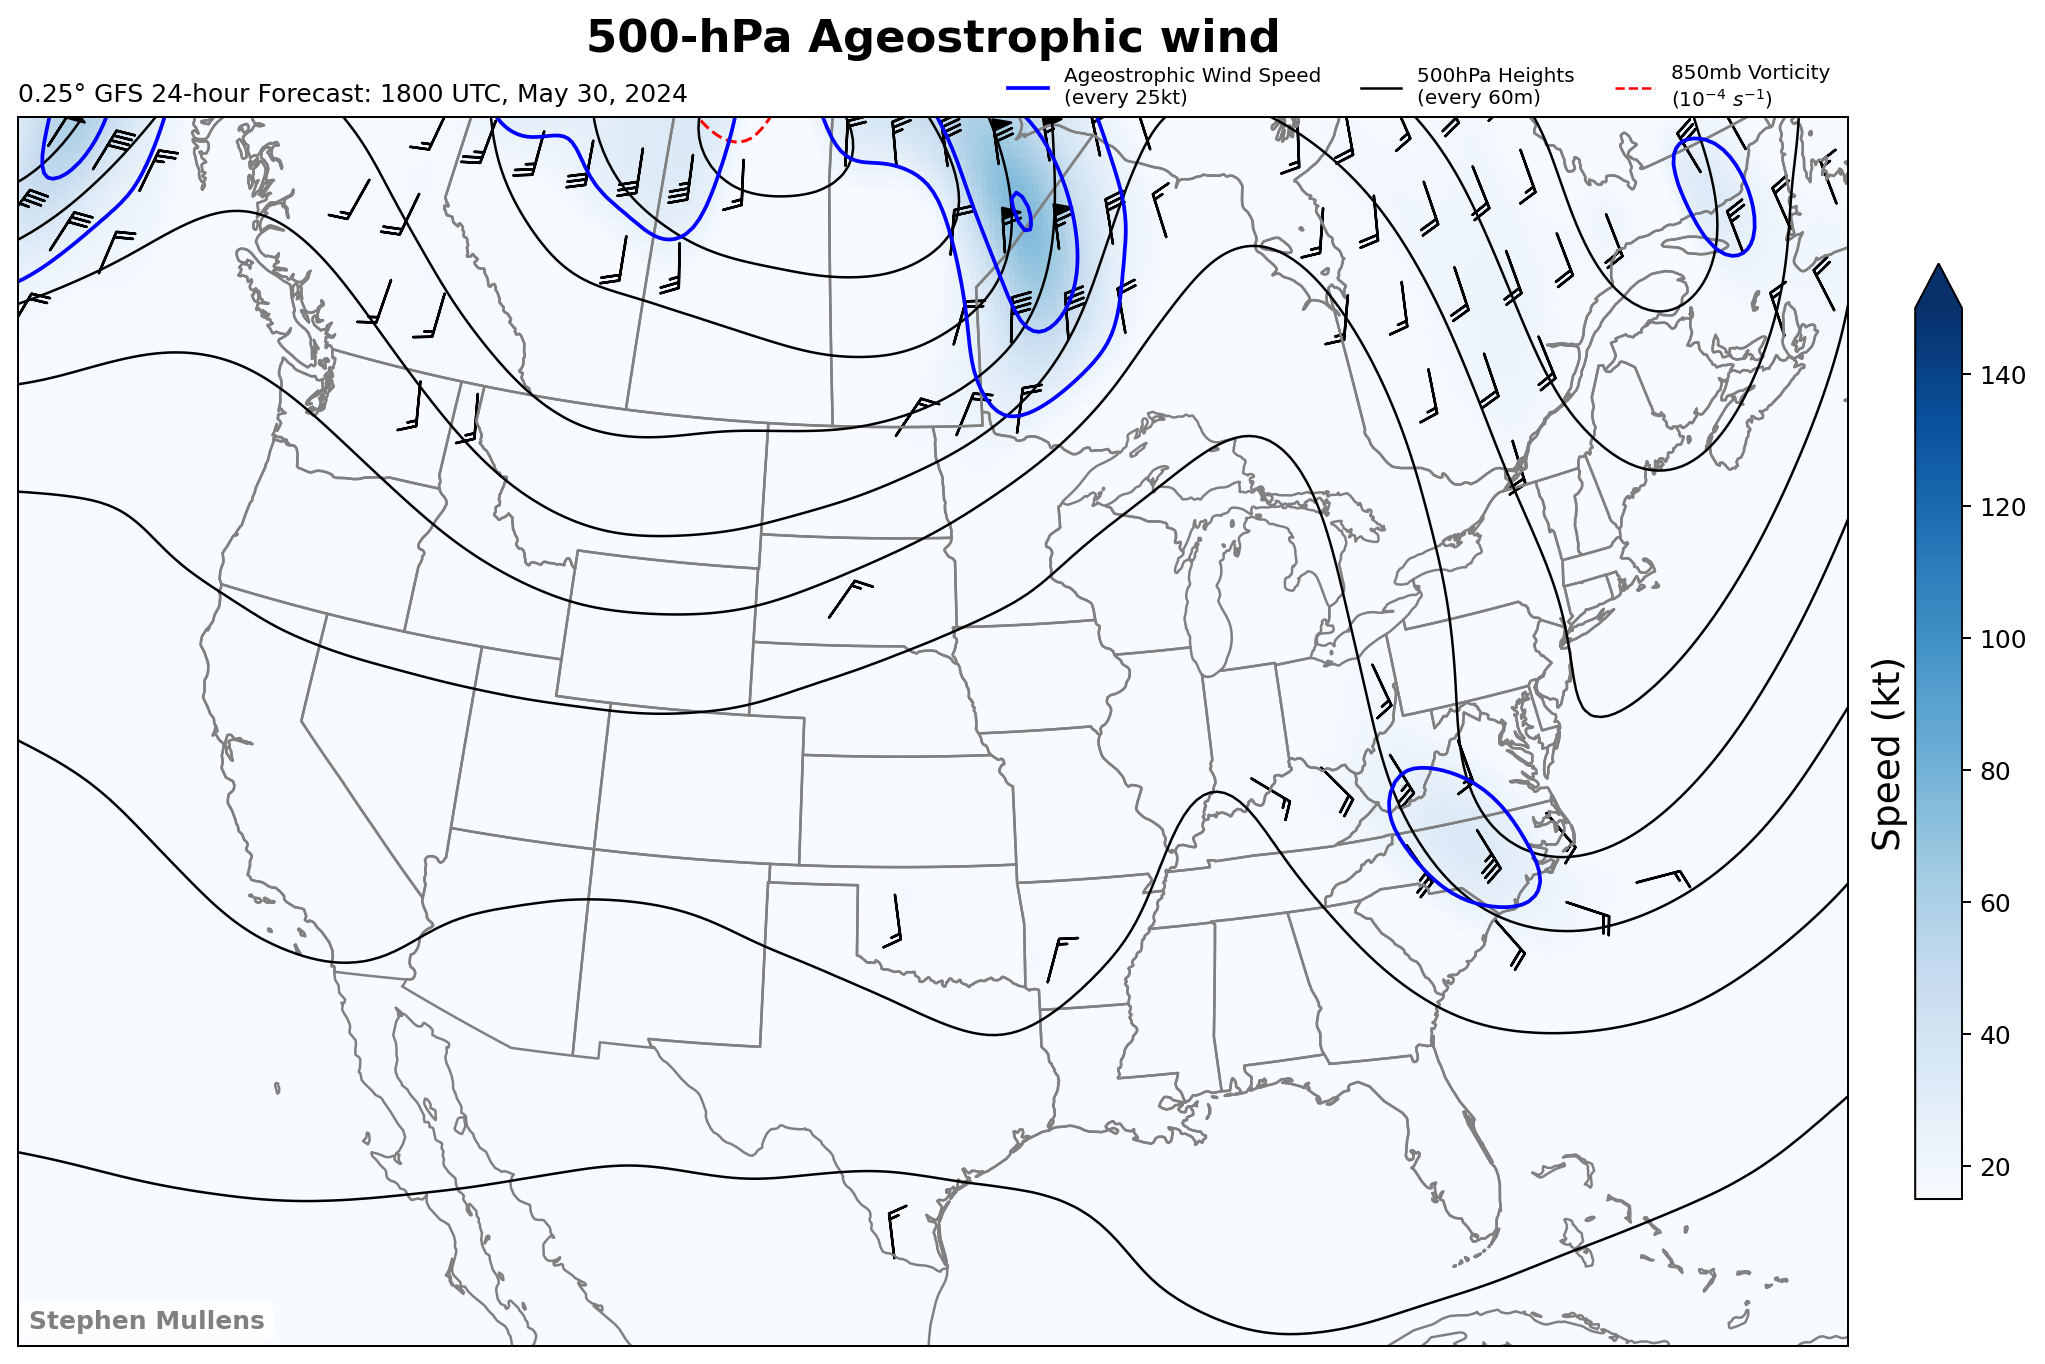 500-hPa Ageostrophic wind
0.25° GFS 24-hour Forecast: 1800 UTC, May 30, 2024
Ageostrophic Wind Speed
(every 25kt)
500hPa Heights
(every 60m)
850mb Vorticity
(10⁻⁴ s⁻¹)
140
120
100
80
60
40
20
Speed (kt)
Stephen Mullens